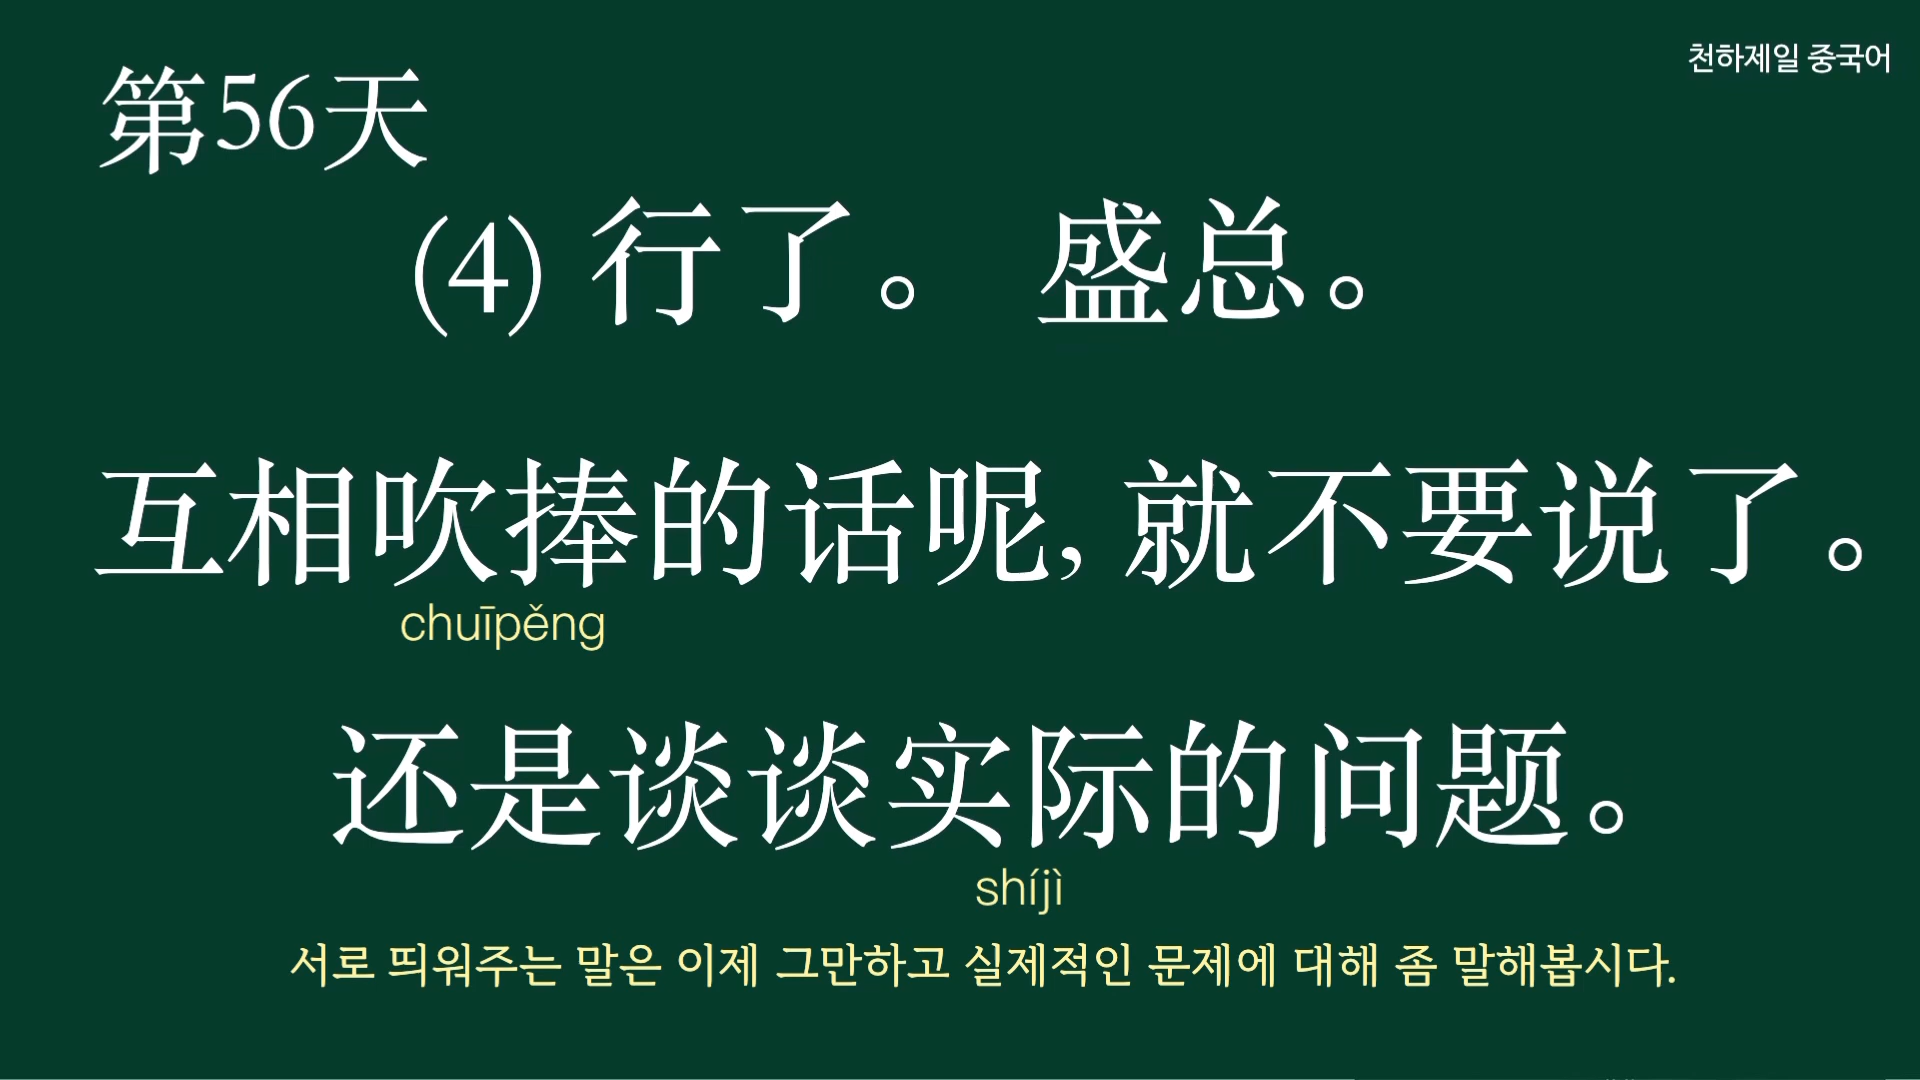 천하제일 중국어
第56天
(4) 行了。 盛总。
互相吹捧的话呢, 就不要说了。
chuīpěng
还是谈谈实际的问题。
shíjì
서로 띄워주는 말은 이제 그만하고 실제적인 문제에 대해 좀 말해봅시다.